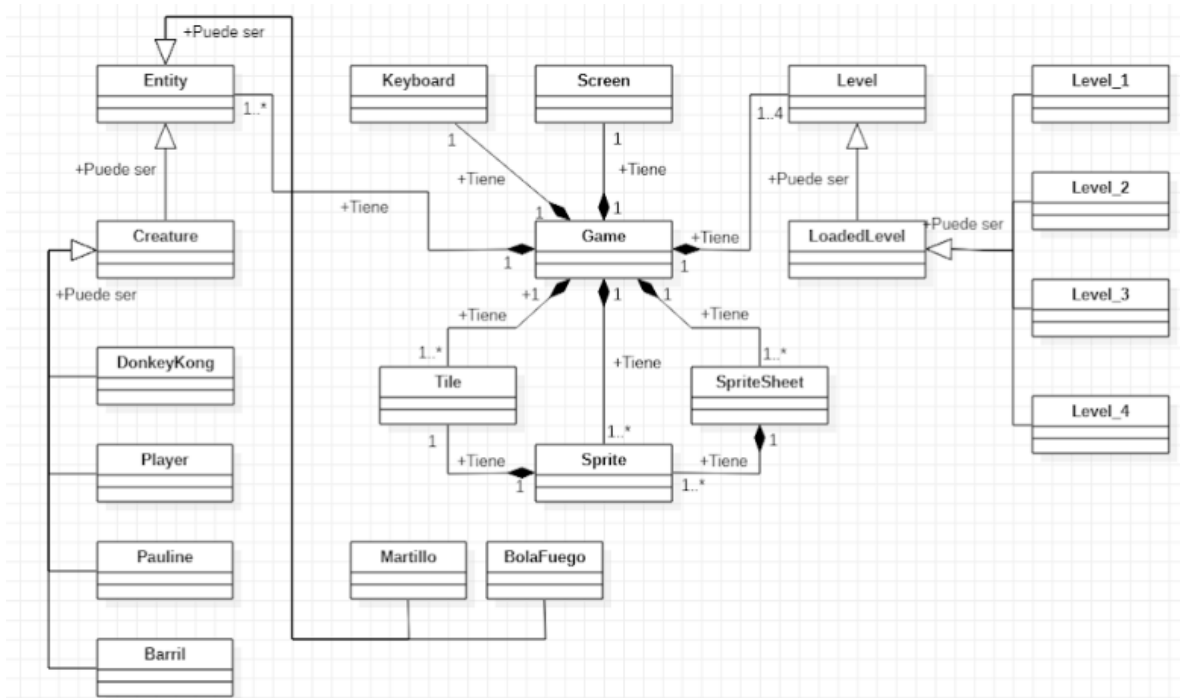 +Puede ser
Entity
Keyboard
Screen
Level
Level_1
1..*
1
1
1..4
+Puede ser
+Tiene
+Tiene
+Puede ser
Level_2
+Tiene
1
1
Creature
Game
+Tiene
LoadedLevel
+Puede ser
1
1
+Puede ser
+1
1
1
Level_3
+Tiene
+Tiene
1..*
+Tiene
1..*
DonkeyKong
Tile
SpriteSheet
Level_4
1
1..*
1
Player
+Tiene
Sprite
+Tiene
1
1..*
Pauline
Martillo
BolaFuego
Barril